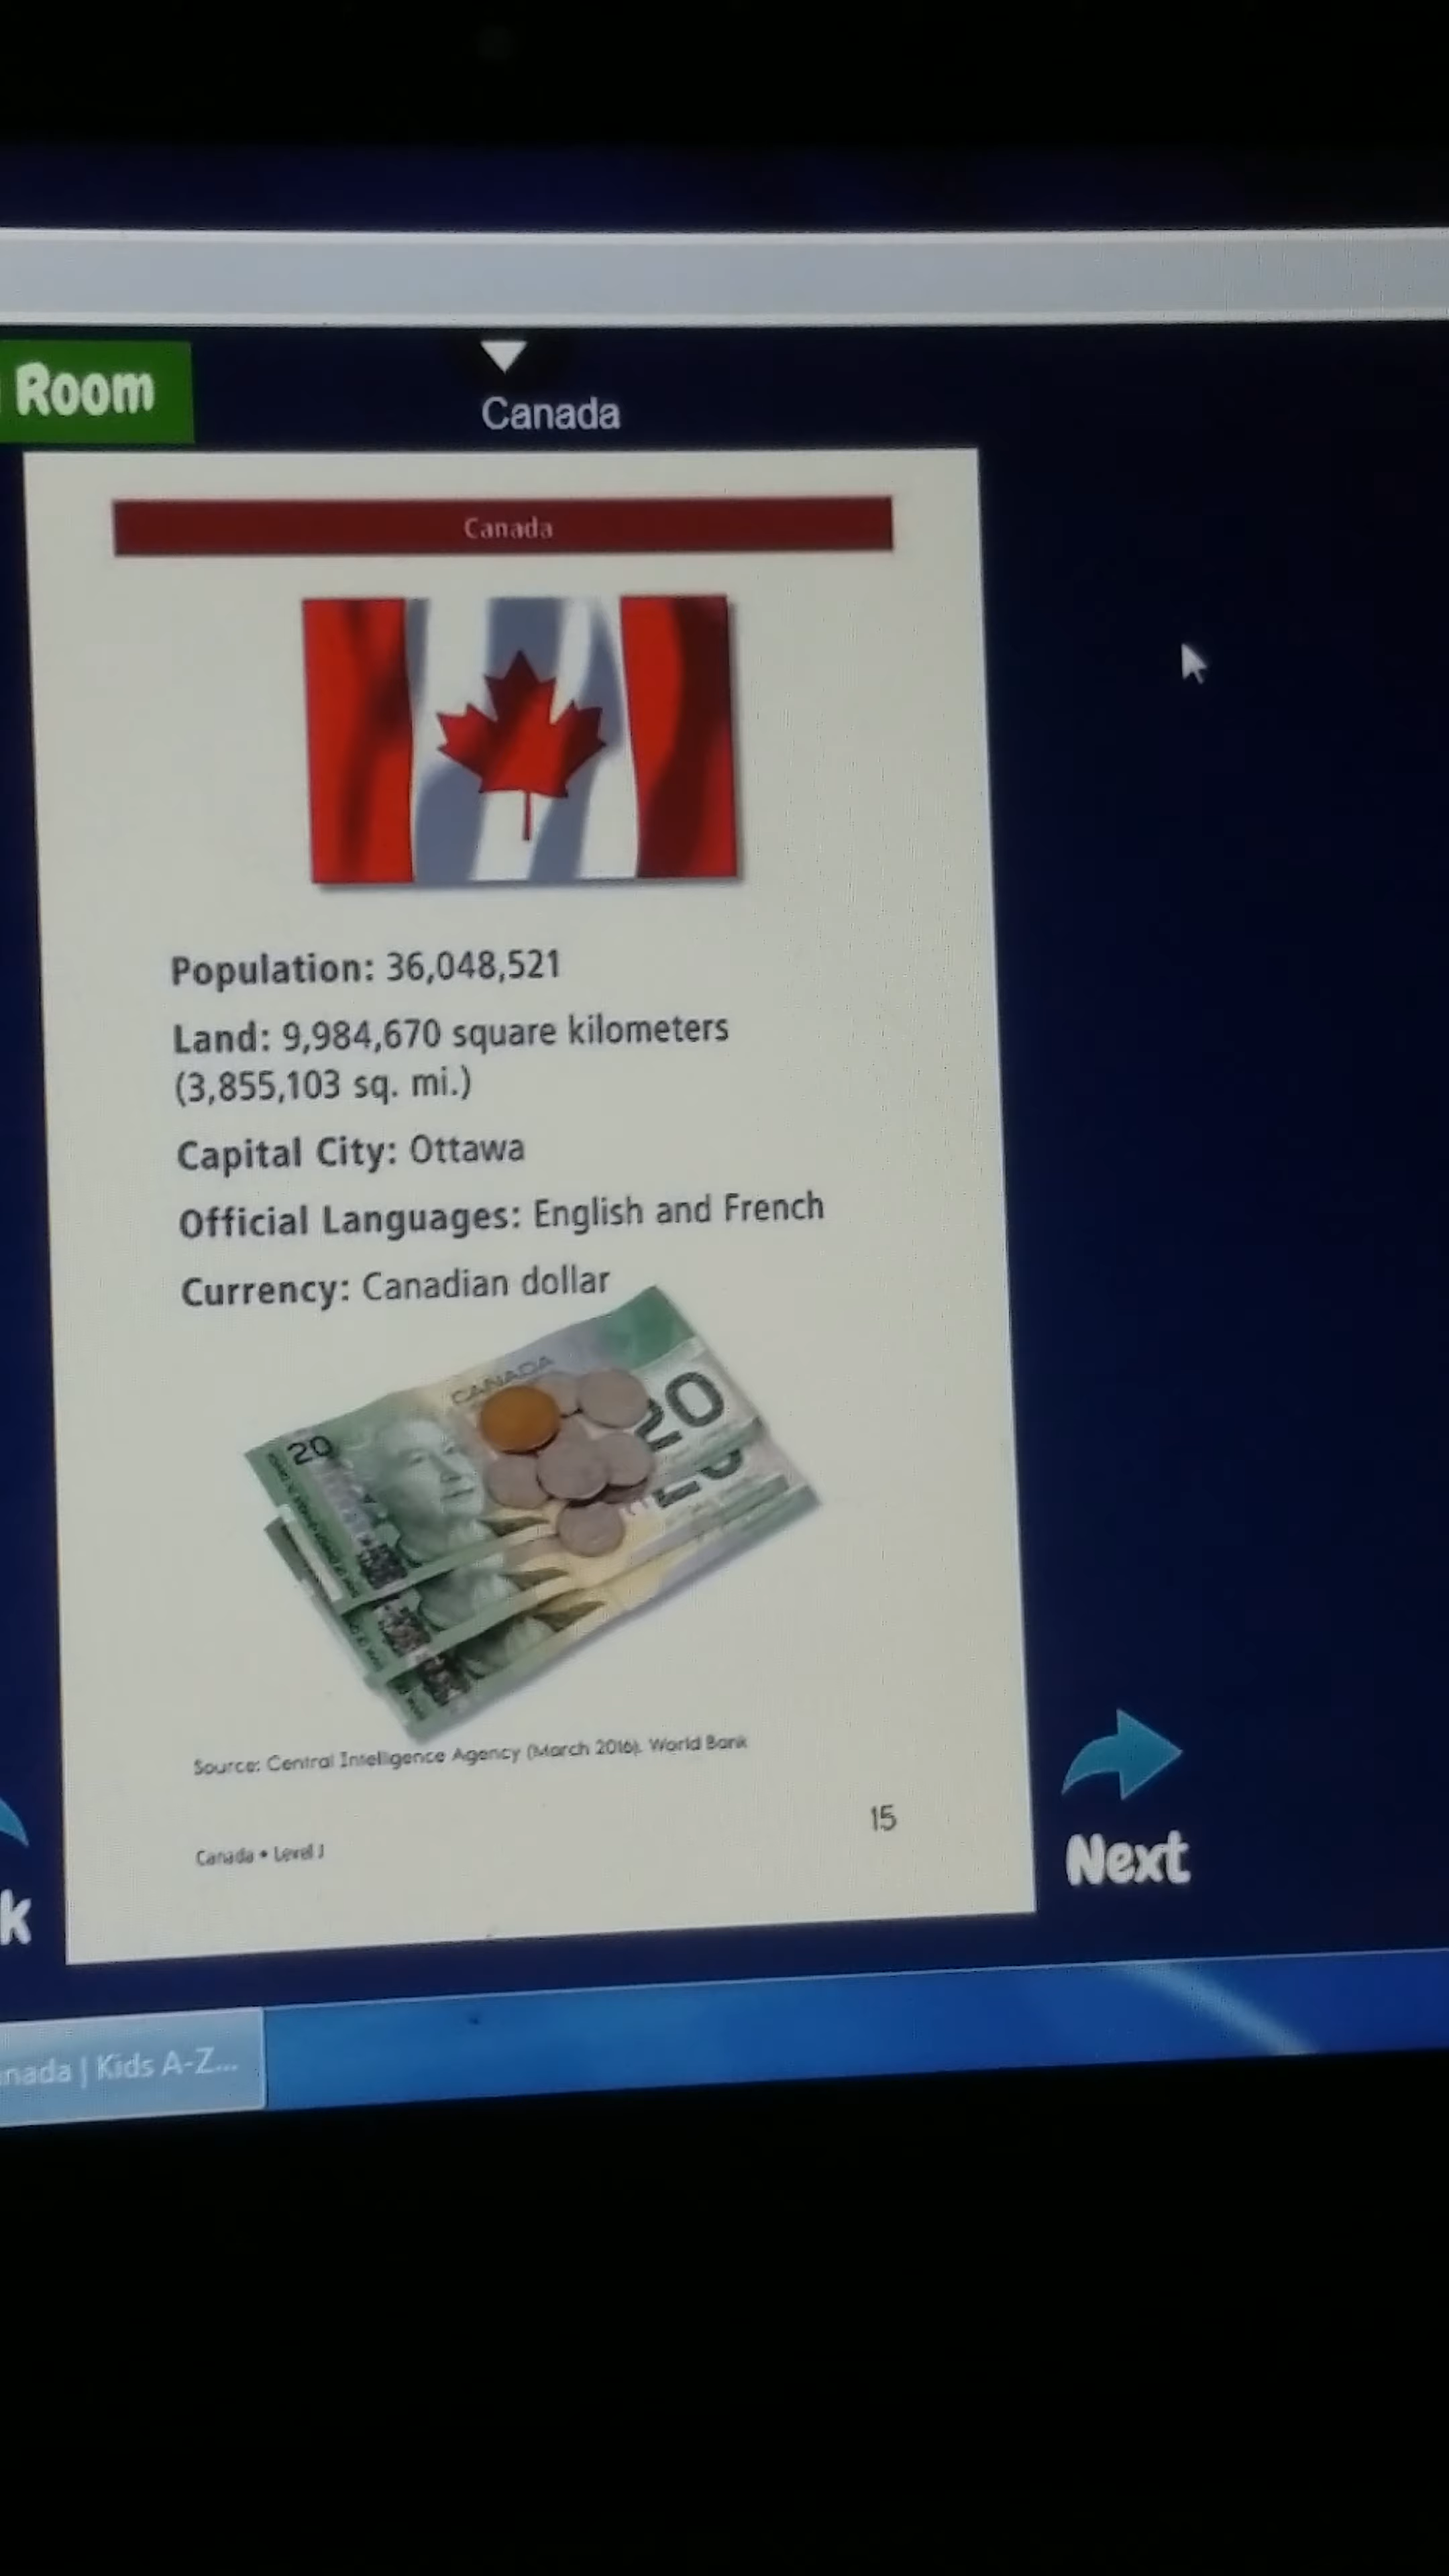 Room
Canada
Canada
Population: 36,048,521
Land: 9,984,670 square kilometers
(3,855,103 sq. mi.)
Capital City: Ottawa
Official Languages: English and French
Currency: Canadian dollar
CANADA
20
20
20
Source: Central Intelligence Agency (March 2016). World Bank
15
Canada • Level J
Next
k
nada | Kids A-Z...